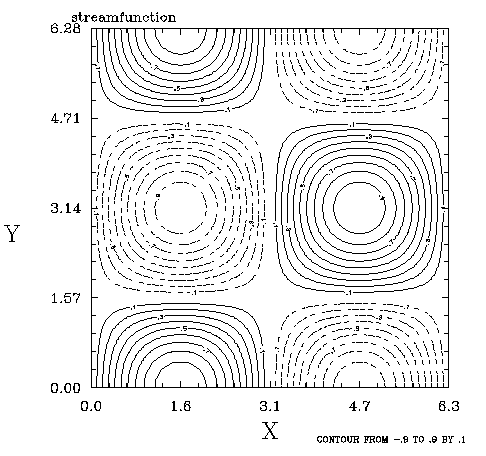 streamfunction
6.28
4.71
Y
3.14
1.57
0.00
0.0 1.6 3.1 4.7 6.3
X
CONTOUR FROM -.9 TO .9 BY .1